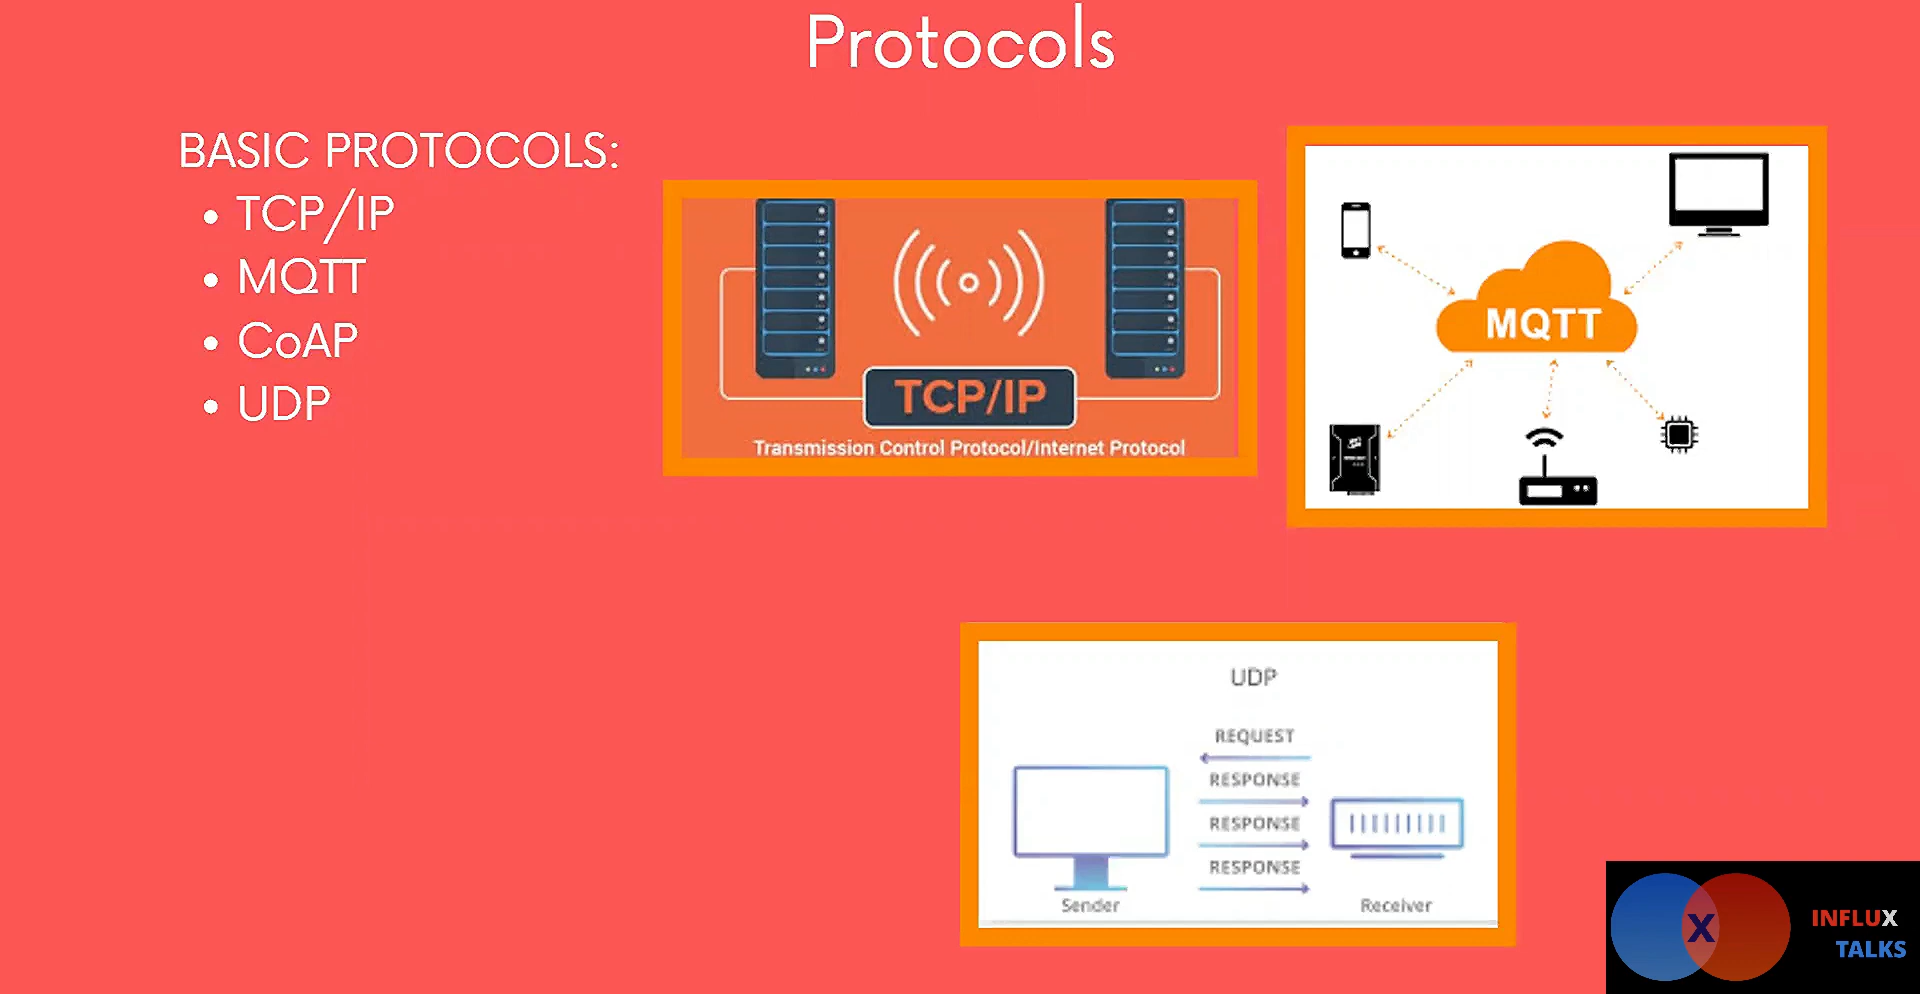 Protocols
BASIC PROTOCOLS:
• TCP/IP
• MQTT
• CoAP
• UDP
TCP/IP
Transmission Control Protocol/Internet Protocol
MQTT
UDP
REQUEST
RESPONSE
RESPONSE
RESPONSE
Sender
Receiver
X
INFLUX
TALKS